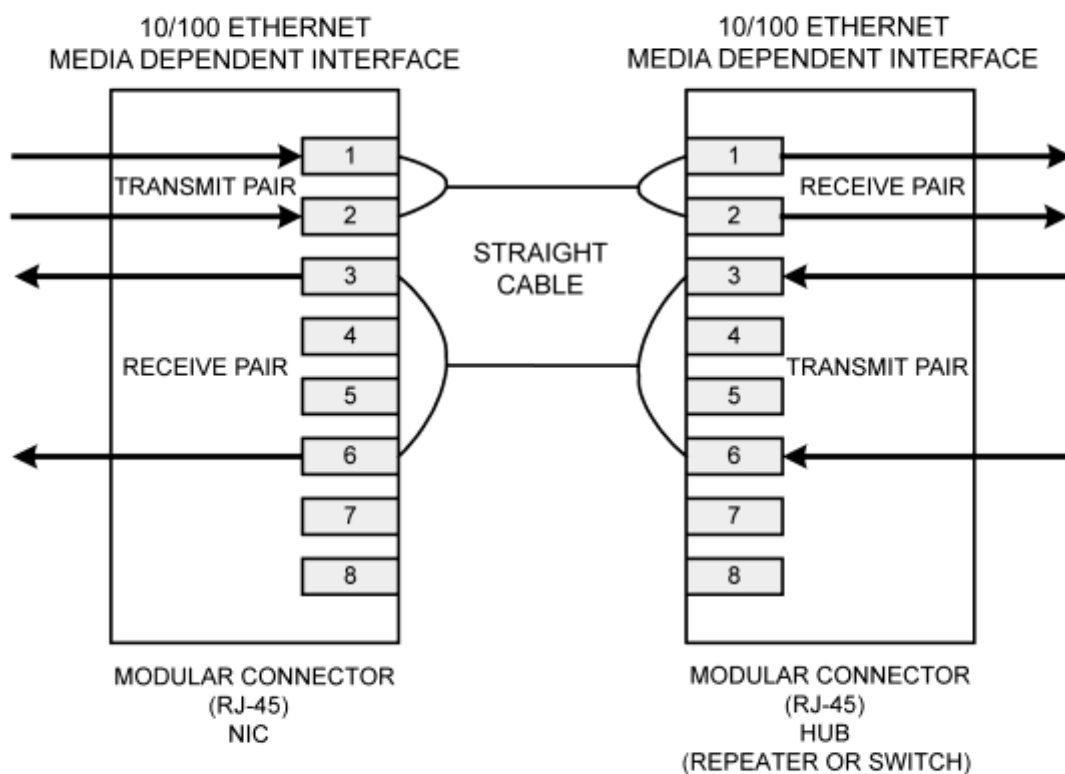 10/100 ETHERNET
MEDIA DEPENDENT INTERFACE
1
TRANSMIT PAIR
2
3
4
RECEIVE PAIR
5
6
7
8
MODULAR CONNECTOR
(RJ-45)
NIC
STRAIGHT
CABLE
10/100 ETHERNET
MEDIA DEPENDENT INTERFACE
1
RECEIVE PAIR
2
3
4
TRANSMIT PAIR
5
6
7
8
MODULAR CONNECTOR
(RJ-45)
HUB
(REPEATER OR SWITCH)